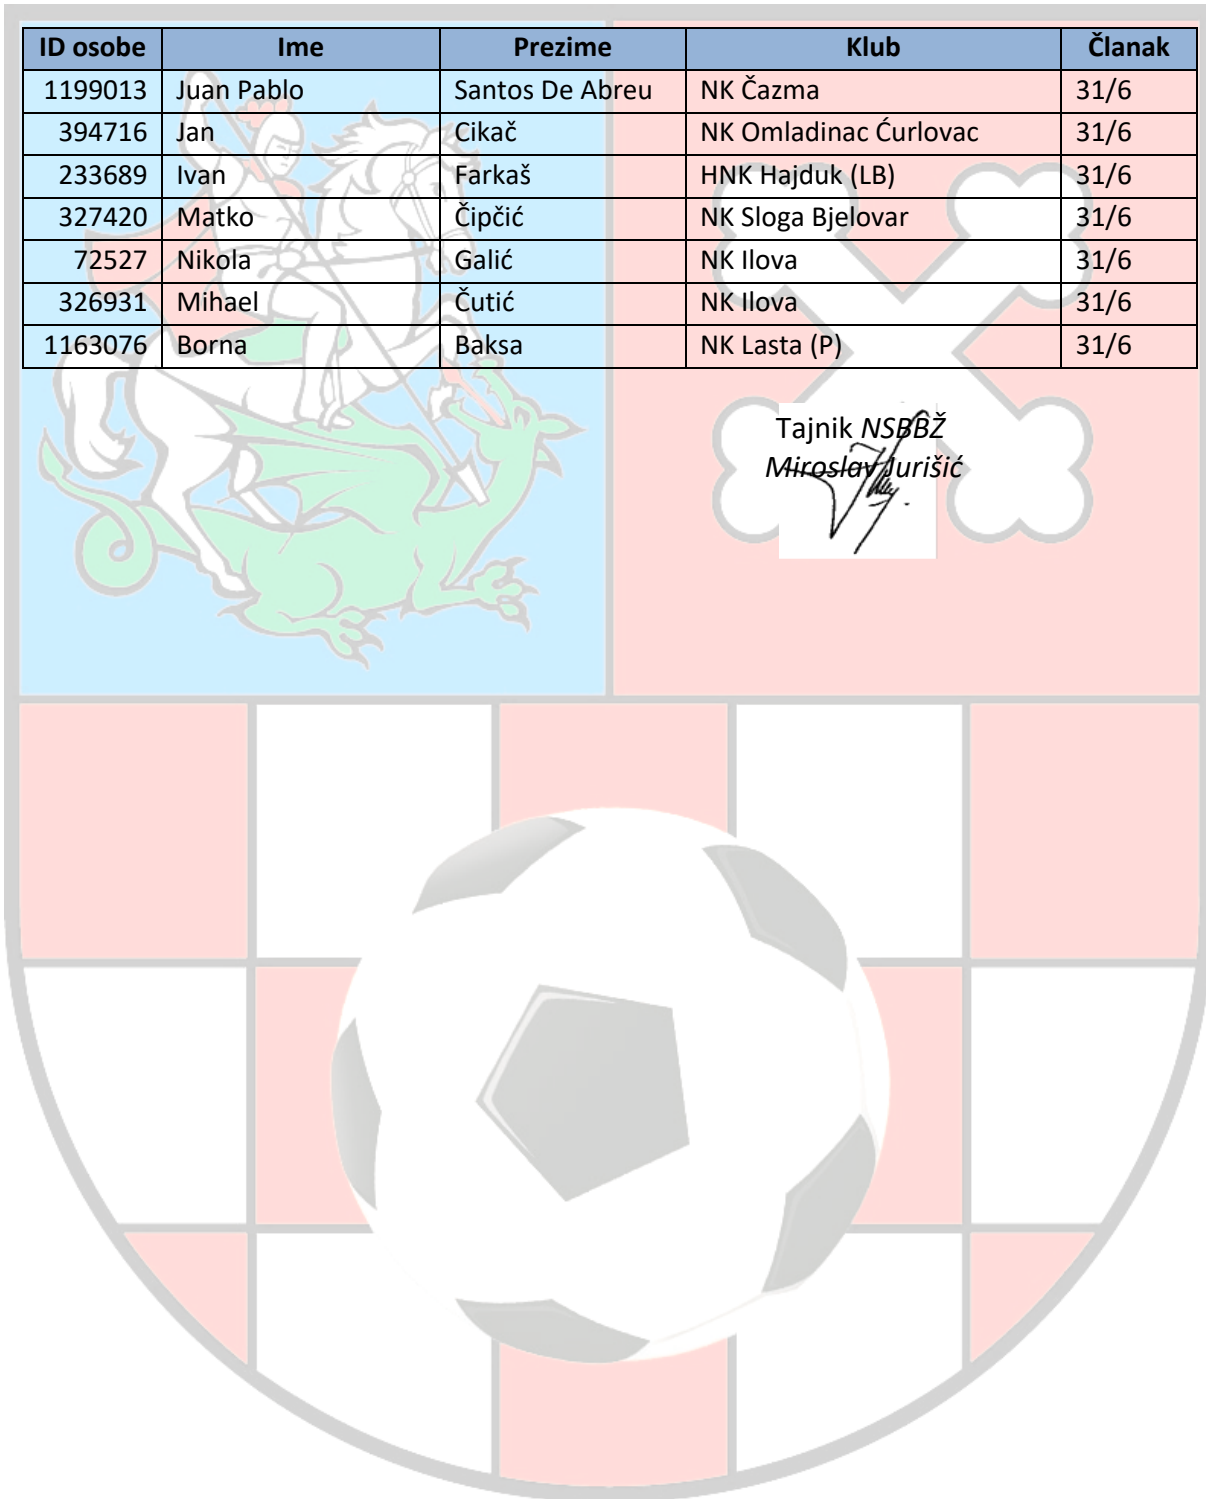 ID osobe Ime Prezime Klub Članak
1199013 Juan Pablo Santos De Abreu NK Čazma 31/6
394716 Jan Cikač NK Omladinac Ćurlovac 31/6
233689 Ivan Farkaš HNK Hajduk (LB) 31/6
327420 Matko Čipčić NK Sloga Bjelovar 31/6
72527 Nikola Galić NK Ilova 31/6
326931 Mihael Čutić NK Ilova 31/6
1163076 Borna Baksa NK Lasta (P) 31/6
Tajnik NSBBŽ
Miroslav Jurišić